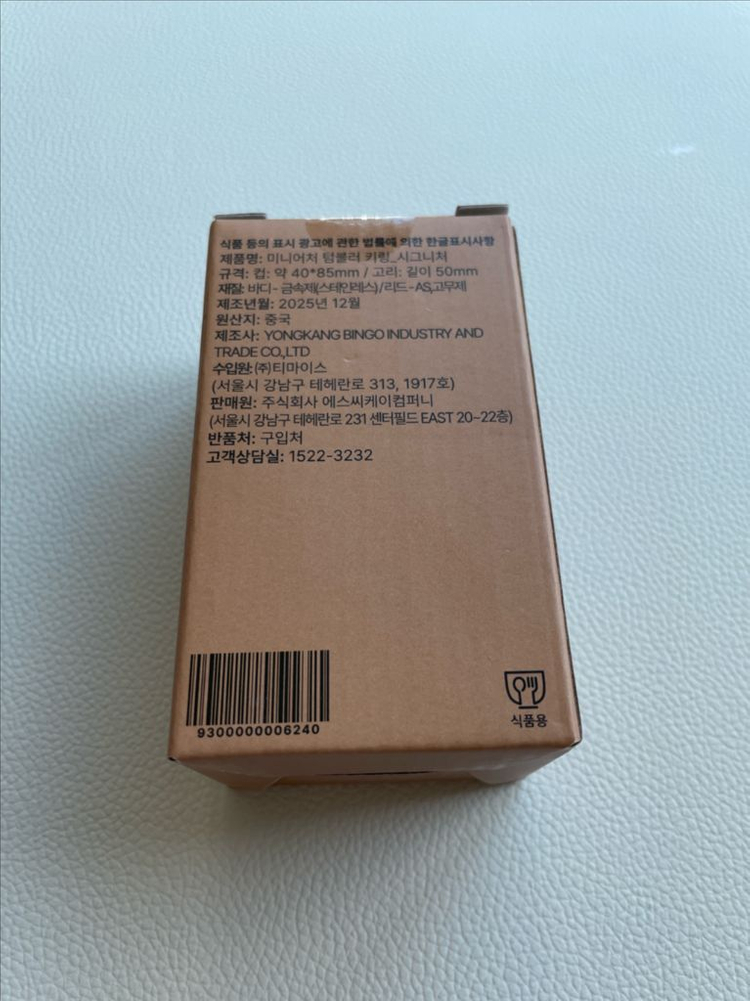 식품 등의 표시 광고에 관한 법률에 의한 한글표시사항
제품명: 미니어처 텀블러 키링_시그니처
규격: 컵: 약 40*85mm / 고리: 길이 50mm
재질: 바디 - 금속제(스테인레스) / 리드 - AS,고무제
제조년월: 2025년 12월
원산지: 중국
제조사: YONGKANG BINGO INDUSTRY AND
TRADE CO.,LTD
수입원: (주)티마이스
(서울시 강남구 테헤란로 313, 1917호)
판매원: 주식회사 에스씨케이컴퍼니
(서울시 강남구 테헤란로 231 센터필드 EAST 20-22층)
반품처: 구입처
고객상담실: 1522-3232
9300000006240
식품용